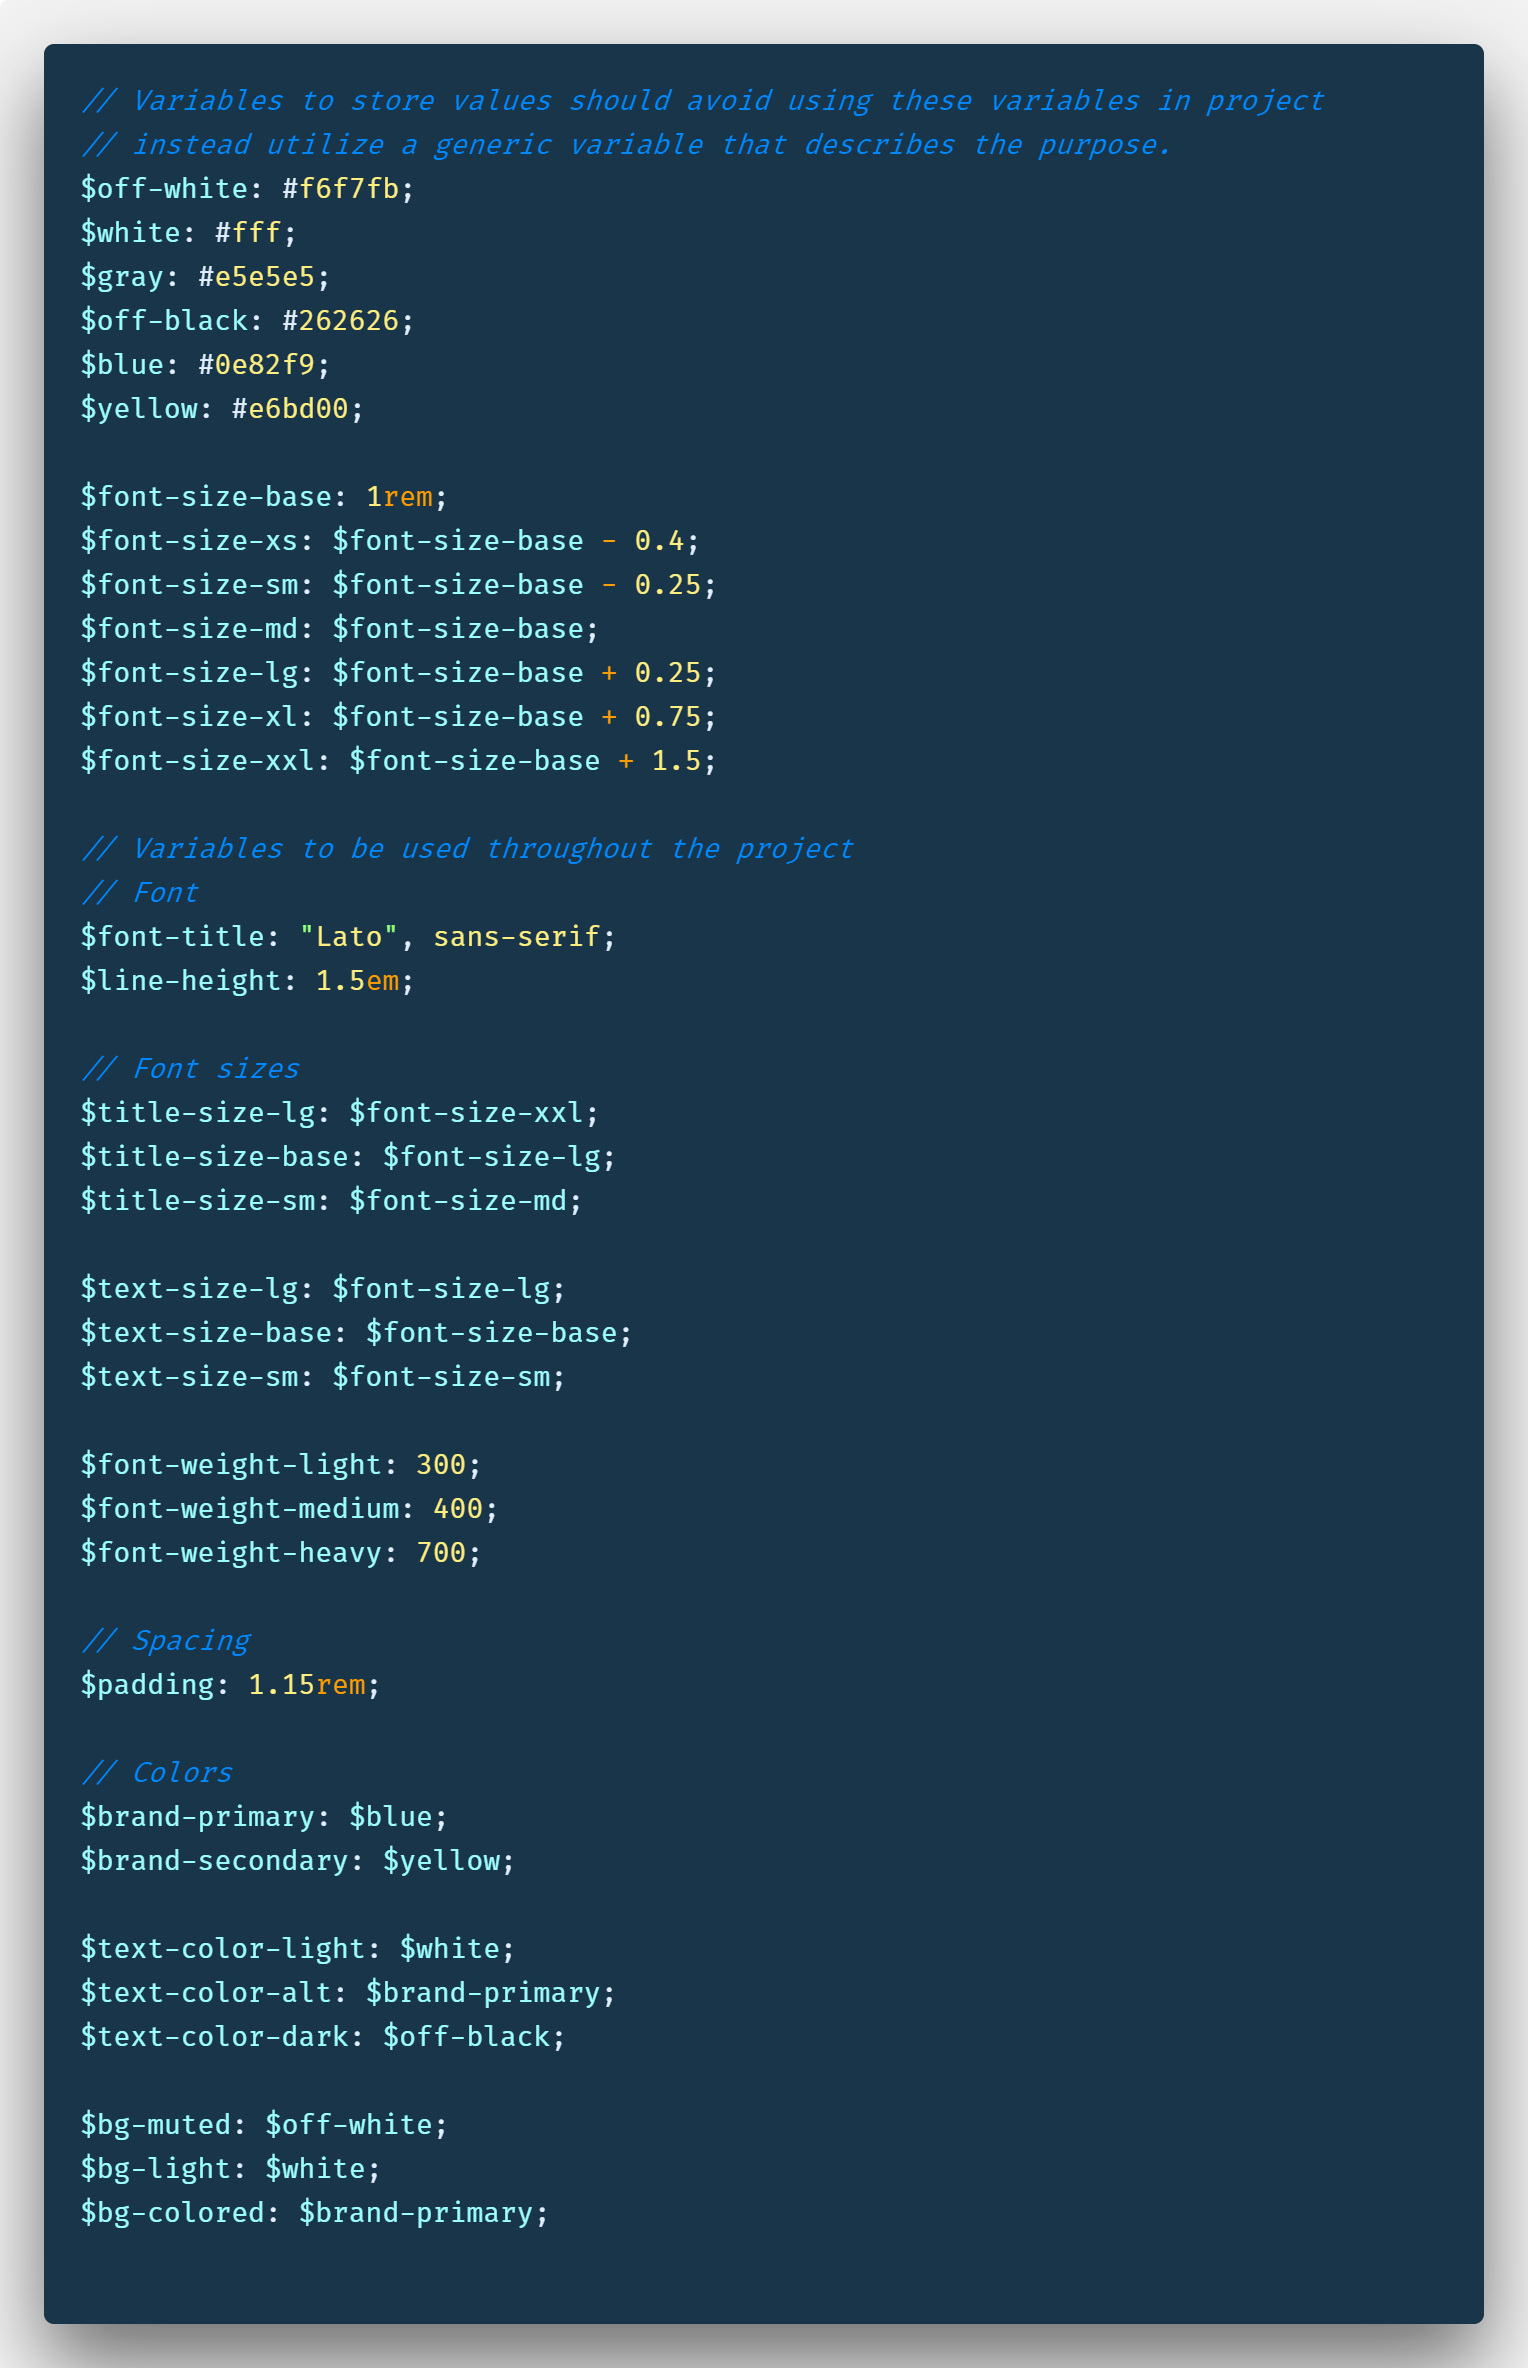 // Variables to store values should avoid using these variables in project
// instead utilize a generic variable that describes the purpose.
$off-white: #f6f7fb;
$white: #fff;
$gray: #e5e5e5;
$off-black: #262626;
$blue: #0e82f9;
$yellow: #e6bd00;

$font-size-base: 1rem;
$font-size-xs: $font-size-base - 0.4;
$font-size-sm: $font-size-base - 0.25;
$font-size-md: $font-size-base;
$font-size-lg: $font-size-base + 0.25;
$font-size-xl: $font-size-base + 0.75;
$font-size-xxl: $font-size-base + 1.5;

// Variables to be used throughout the project
// Font
$font-title: "Lato", sans-serif;
$line-height: 1.5em;

// Font sizes
$title-size-lg: $font-size-xxl;
$title-size-base: $font-size-lg;
$title-size-sm: $font-size-md;

$text-size-lg: $font-size-lg;
$text-size-base: $font-size-base;
$text-size-sm: $font-size-sm;

$font-weight-light: 300;
$font-weight-medium: 400;
$font-weight-heavy: 700;

// Spacing
$padding: 1.15rem;

// Colors
$brand-primary: $blue;
$brand-secondary: $yellow;

$text-color-light: $white;
$text-color-alt: $brand-primary;
$text-color-dark: $off-black;

$bg-muted: $off-white;
$bg-light: $white;
$bg-colored: $brand-primary;